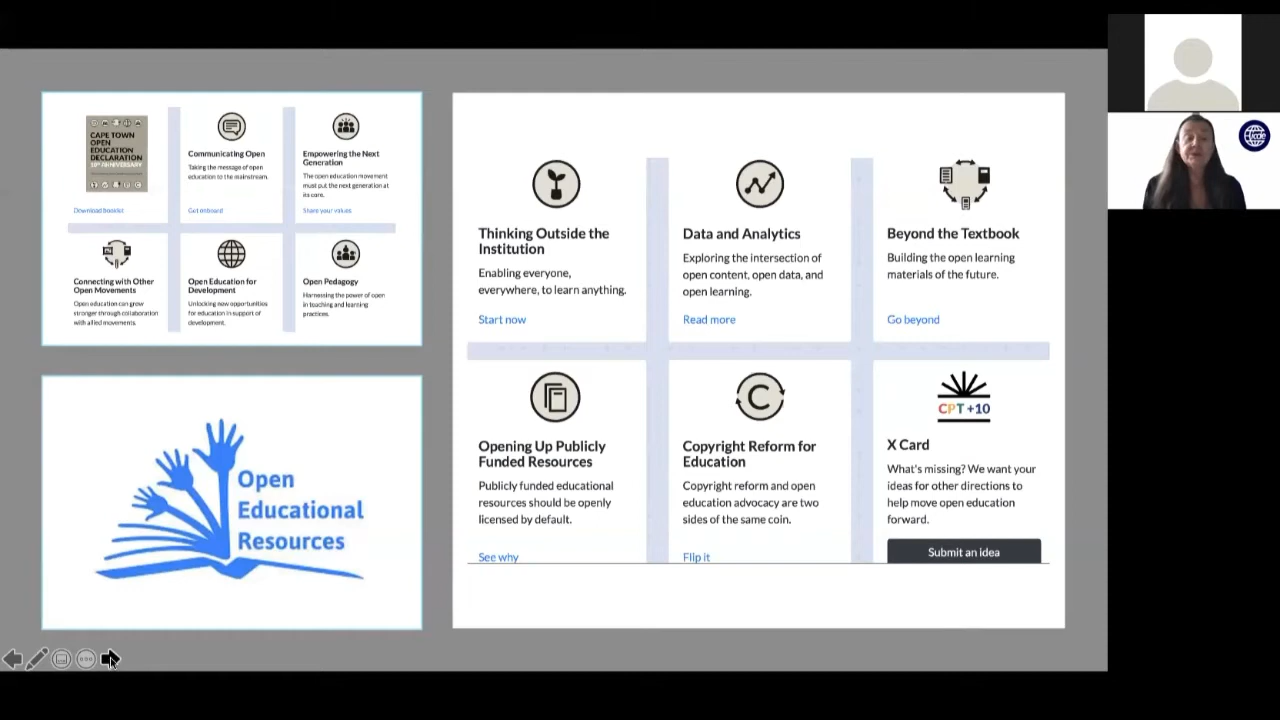 CAPE TOWN
OPEN
EDUCATION
DECLARATION
10TH ANNIVERSARY
Download booklet
Communicating Open
Taking the message of open
education to the mainstream.
Get onboard
Empowering the Next
Generation
The open education movement
must put the next generation at
its core.
Share your values
Connecting with Other
Open Movements
Open education can grow
stronger through collaboration
with allied movements.
Open Education for
Development
Unlocking new opportunities
for education in support of
development.
Open Pedagogy
Harnessing the power of open
in teaching and learning
practices.
Open
Educational
Resources
Thinking Outside the
Institution
Enabling everyone,
everywhere, to learn anything.
Start now
Data and Analytics
Exploring the intersection of
open content, open data, and
open learning.
Read more
Beyond the Textbook
Building the open learning
materials of the future.
Go beyond
Opening Up Publicly
Funded Resources
Publicly funded educational
resources should be openly
licensed by default.
See why
C
Copyright Reform for
Education
Copyright reform and open
education advocacy are two
sides of the same coin.
Flip it
CPT +10
X Card
What's missing? We want your
ideas for other directions to
help move open education
forward.
Submit an idea
icde